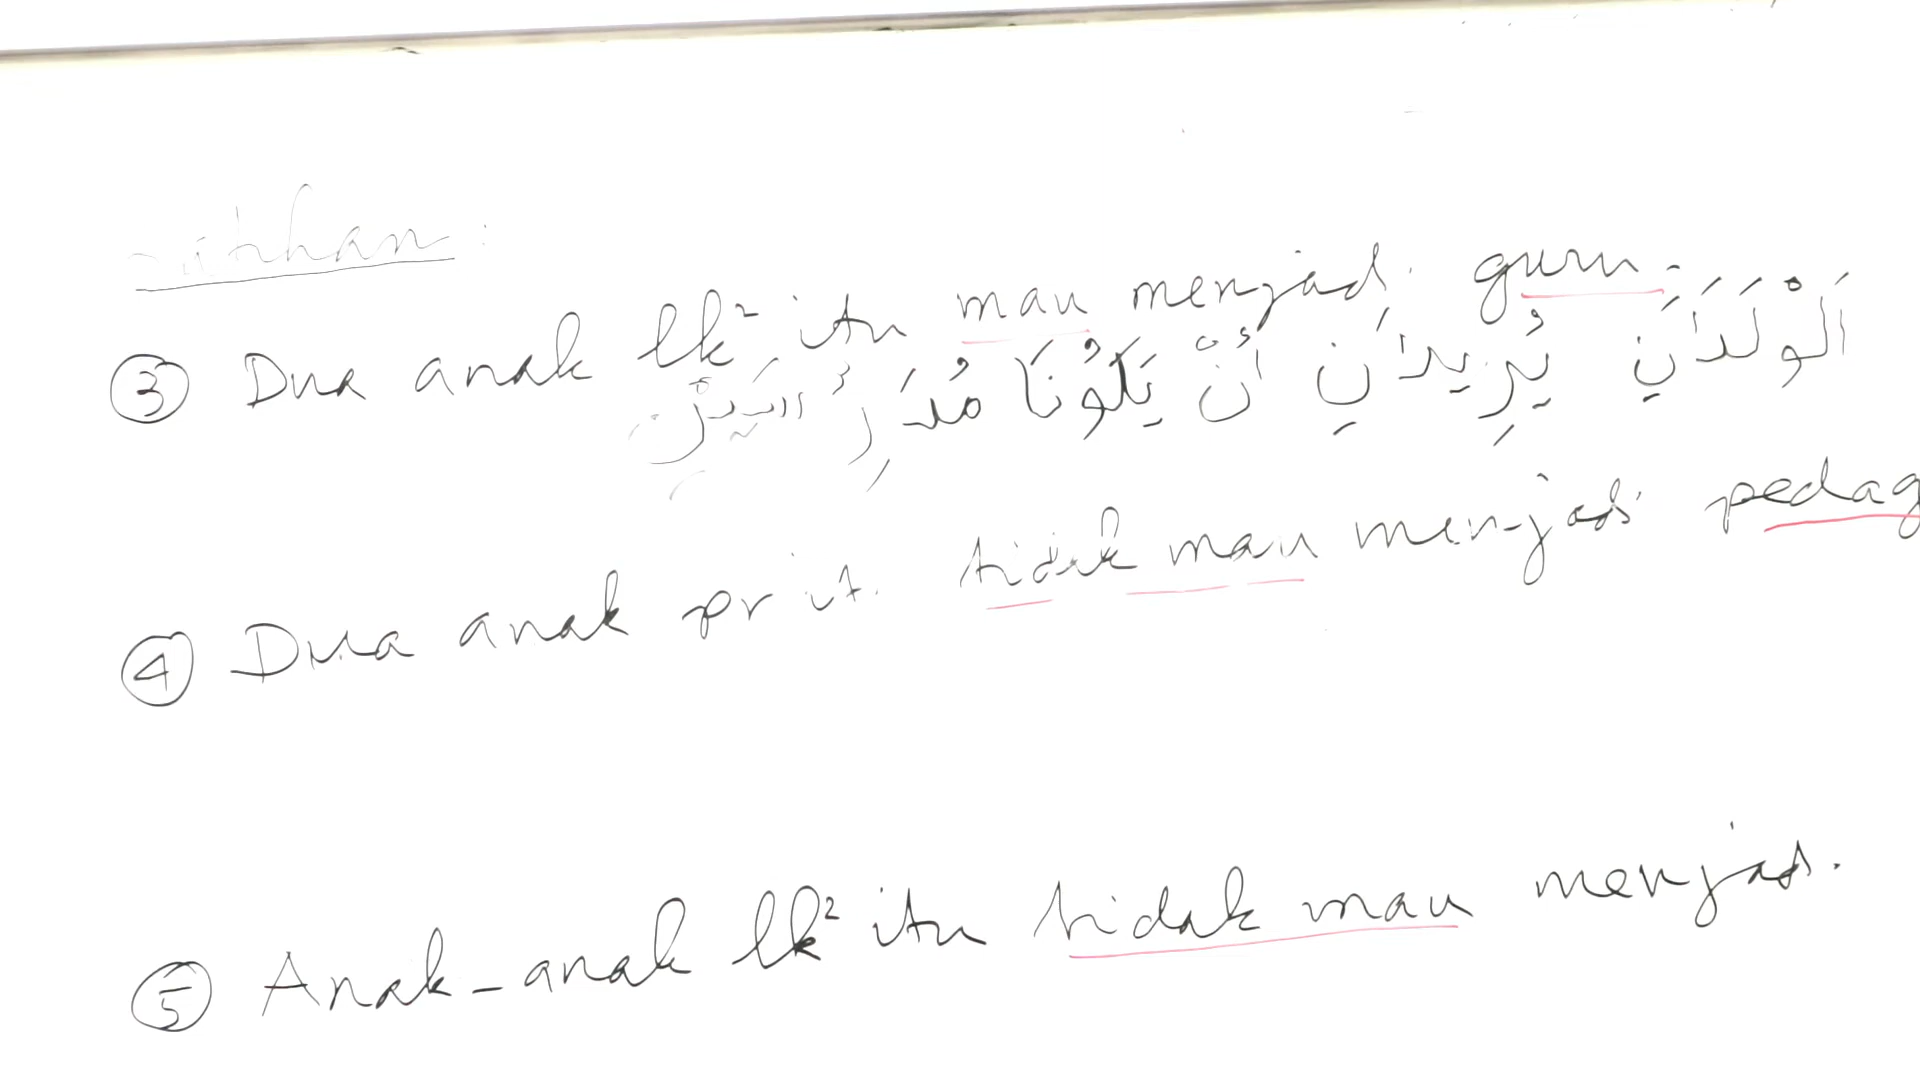 Latihan:
③ Dua anak lk² itu mau menjadi guru.
اَلْوَلَدَانِ يُرِيدَانِ أَنْ يَكُونَا مُدَرِّسَيْنِ
④ Dua anak pr it. tidak mau menjadi pedag
⑤ Anak-anak lk² itu tidak mau menjadi